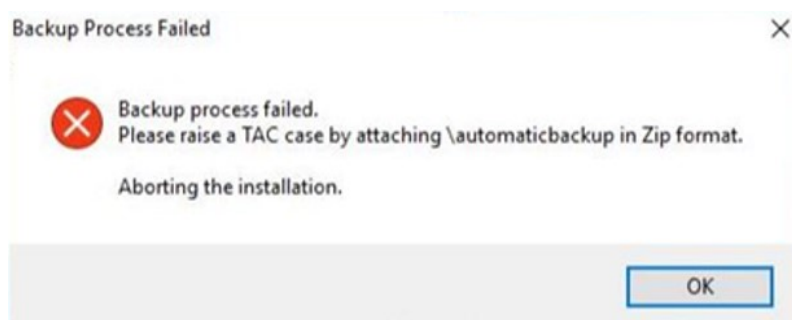 Backup Process Failed
Backup process failed.
Please raise a TAC case by attaching \automaticbackup in Zip format.
Aborting the installation.
OK